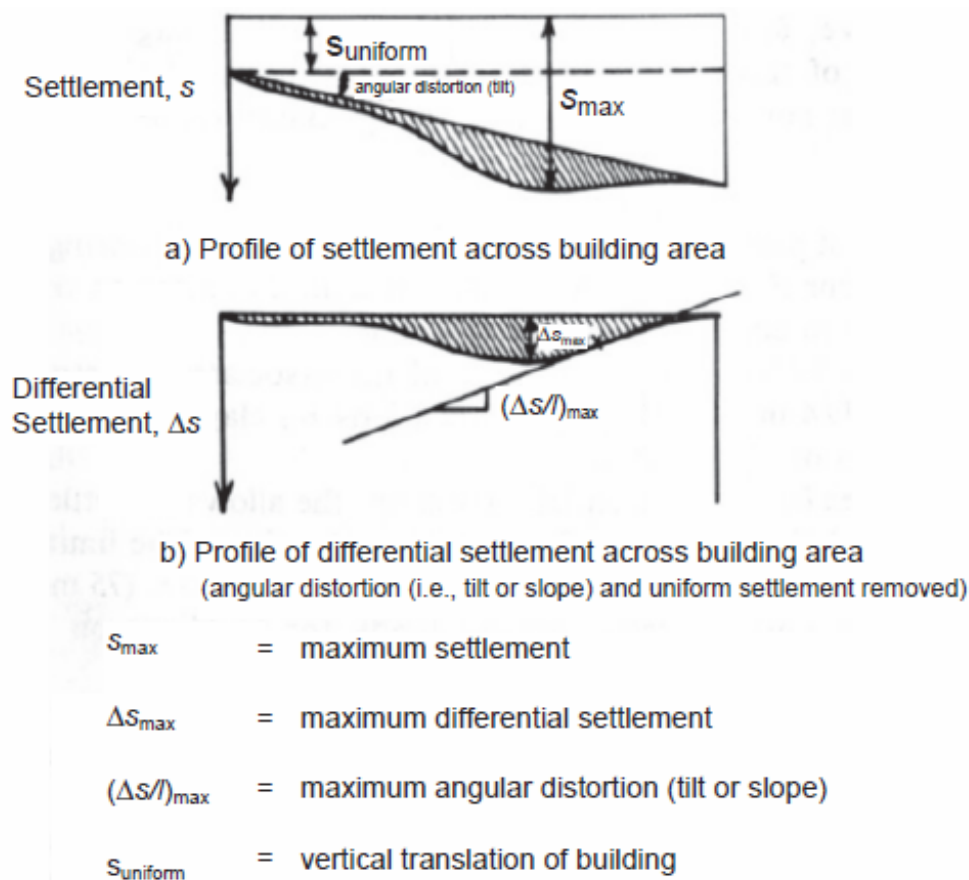 Suniform
Settlement, s
angular distortion (tilt)
Smax
a) Profile of settlement across building area
Δsmax
Differential
Settlement, Δs
(Δs/l)max
b) Profile of differential settlement across building area
(angular distortion (i.e., tilt or slope) and uniform settlement removed)
smax = maximum settlement
Δsmax = maximum differential settlement
(Δs/l)max = maximum angular distortion (tilt or slope)
suniform = vertical translation of building